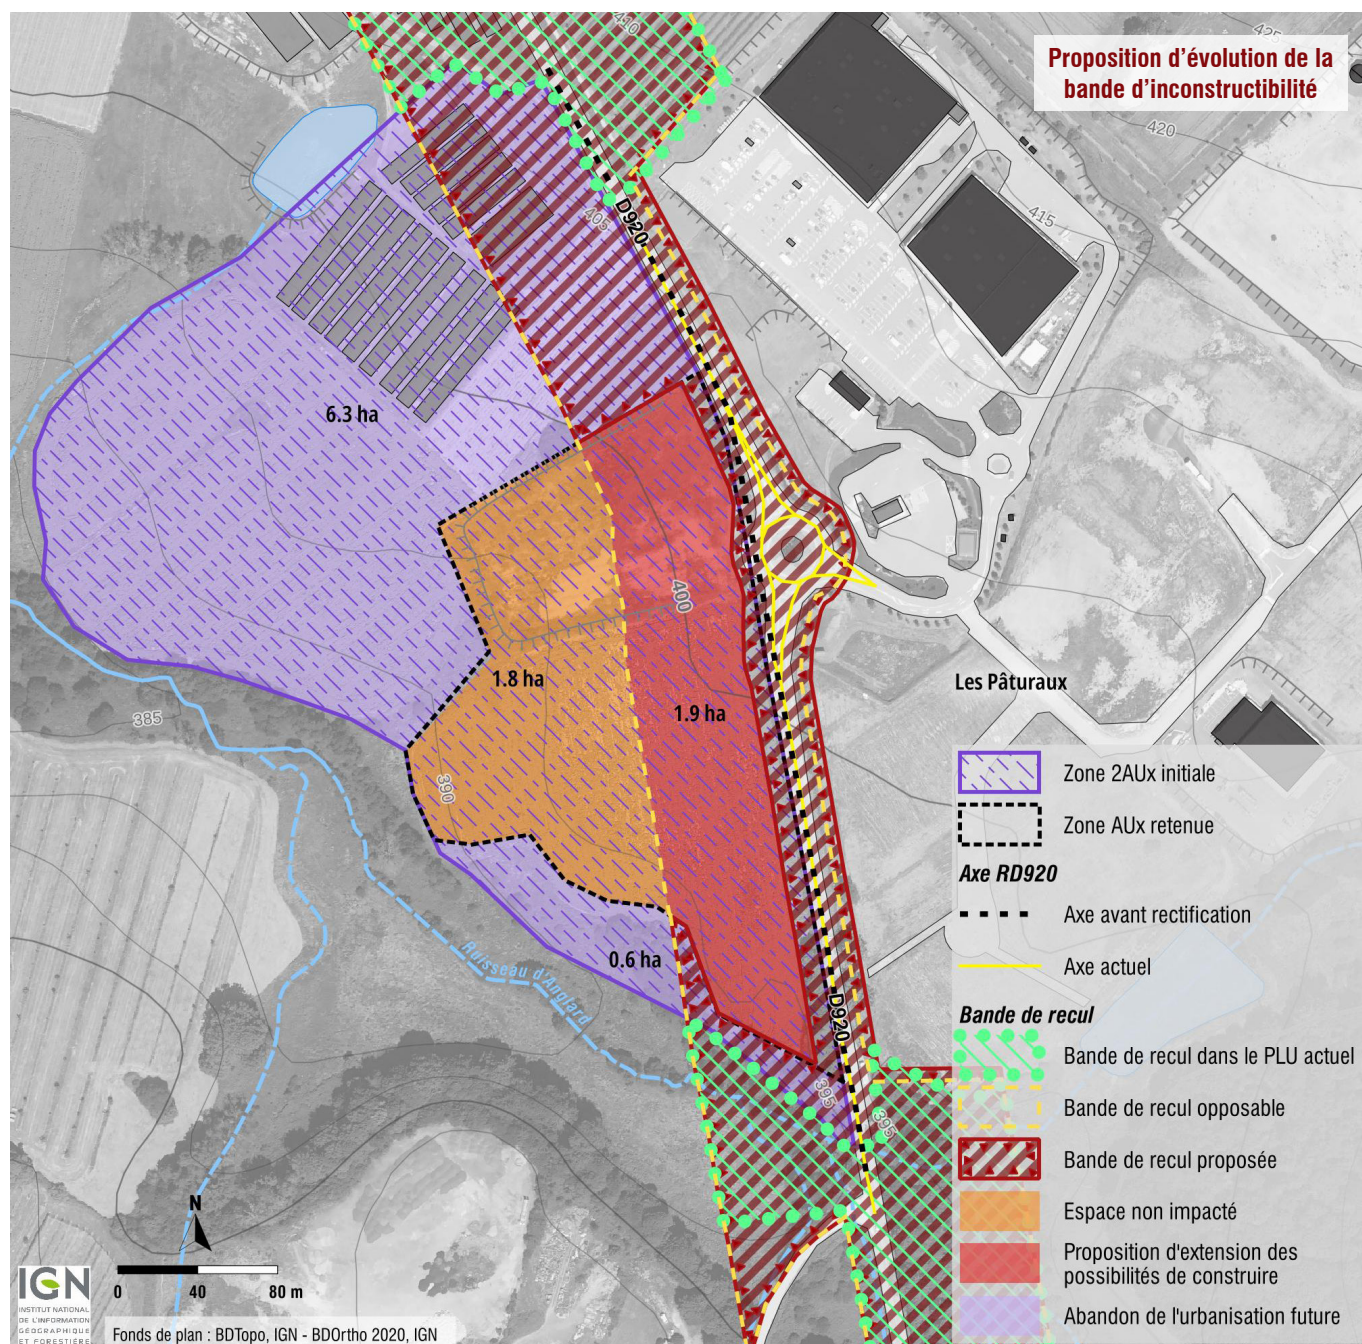 Proposition d'évolution de la
bande d'inconstructibilité
410
425
420
415
405
D920
6.3 ha
400
1.8 ha
1.9 ha
385
390
0.6 ha
Ruisseau d'Anglard
D920
395
395
Les Pâturaux
Zone 2AUx initiale
Zone AUx retenue
Axe RD920
Axe avant rectification
Axe actuel
Bande de recul
Bande de recul dans le PLU actuel
Bande de recul opposable
Bande de recul proposée
Espace non impacté
Proposition d'extension des
possibilités de construire
Abandon de l'urbanisation future
N
0 40 80 m
IGN
INSTITUT NATIONAL
DE L'INFORMATION
GÉOGRAPHIQUE
ET FORESTIÈRE
Fonds de plan : BDTopo, IGN - BDOrtho 2020, IGN